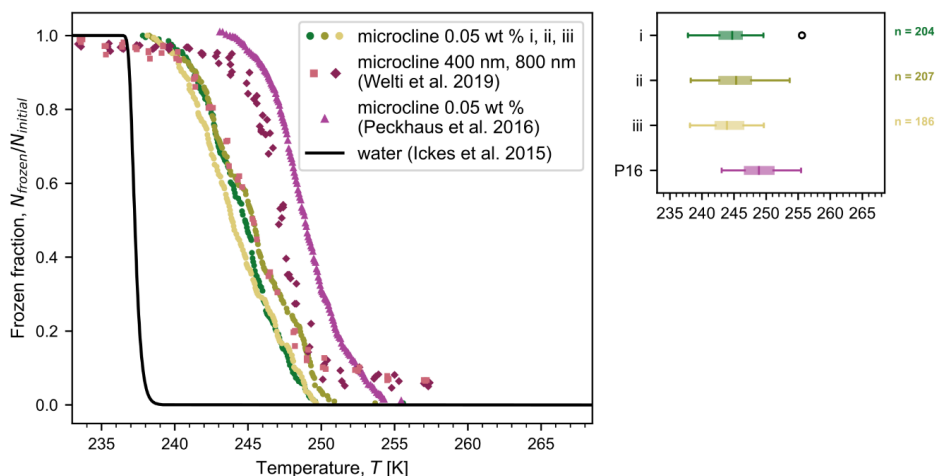 microcline 0.05 wt % i, ii, iii
microcline 400 nm, 800 nm
(Welti et al. 2019)
microcline 0.05 wt %
(Peckhaus et al. 2016)
water (Ickes et al. 2015)
Frozen fraction, N_frozen/N_initial
1.0
0.8
0.6
0.4
0.2
0.0
235 240 245 250 255 260 265
Temperature, T [K]
i n = 204
ii n = 207
iii n = 186
P16
235 240 245 250 255 260 265